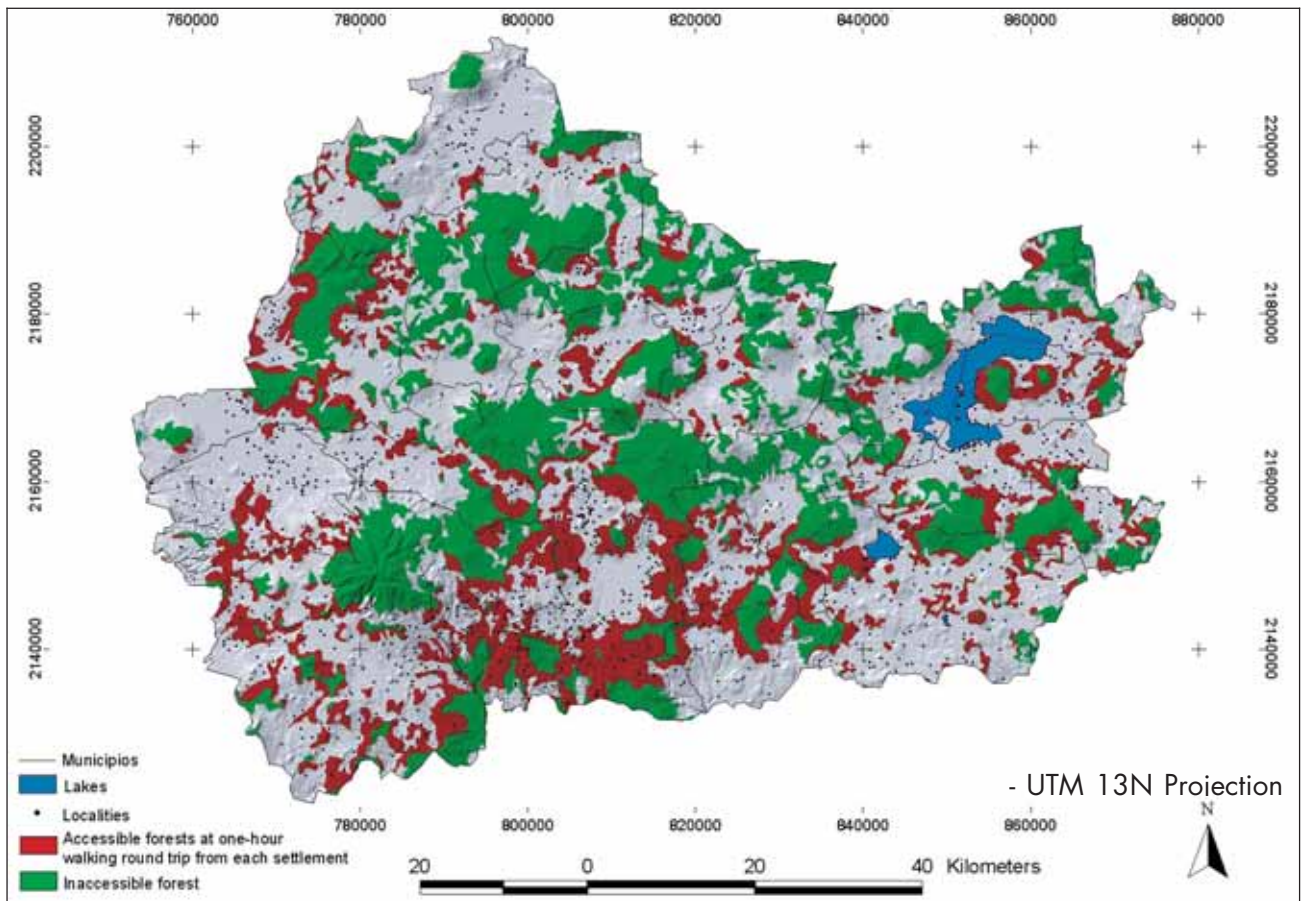 760000 780000 800000 820000 840000 860000 880000
2200000 2200000
2180000 2180000
2160000 2160000
2140000 2140000
Municipios
Lakes
- UTM 13N Projection
Localities
780000 800000 820000 840000 860000
N
Accessible forests at one-hour
walking round trip from each settlement
Inaccessible forest
20 0 20 40 Kilometers